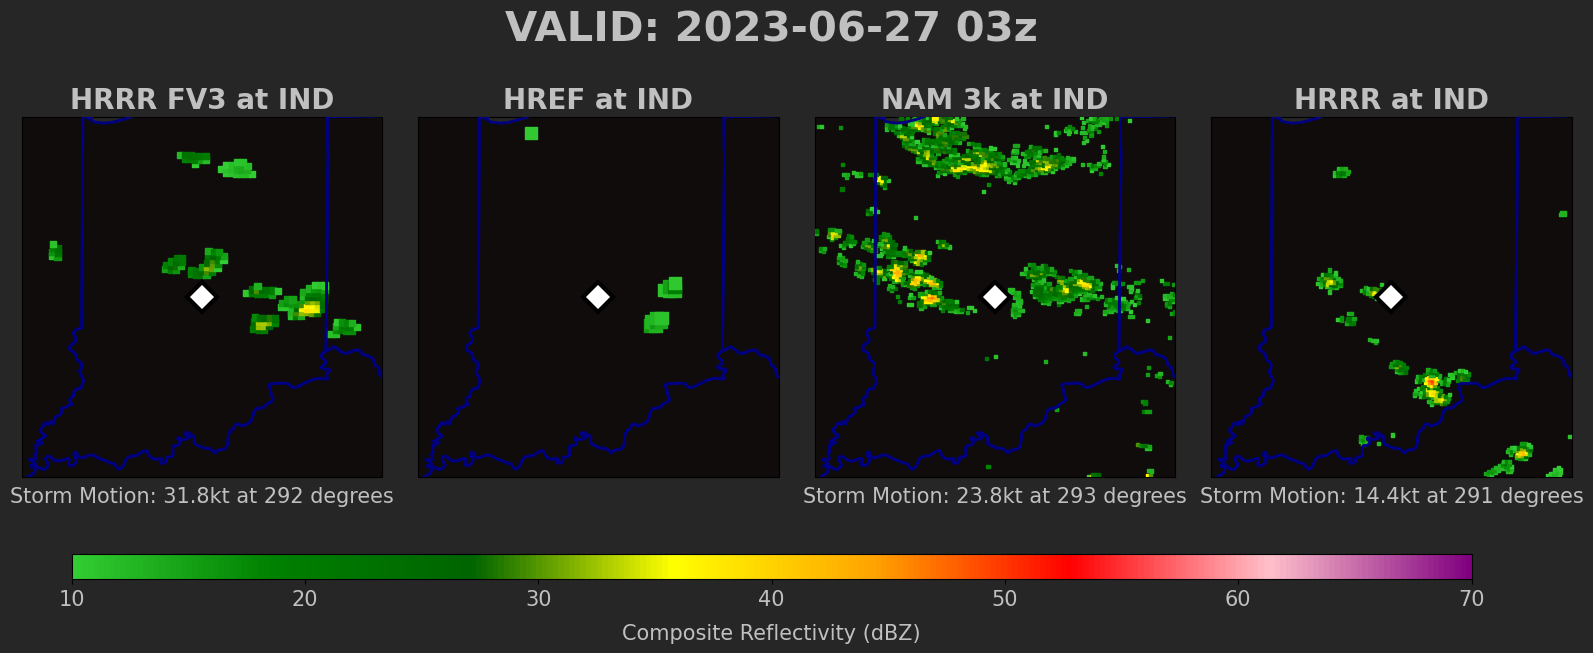 VALID: 2023-06-27 03z
HRRR FV3 at IND
HREF at IND
NAM 3k at IND
HRRR at IND
Storm Motion: 31.8kt at 292 degrees
Storm Motion: 23.8kt at 293 degrees
Storm Motion: 14.4kt at 291 degrees
10 20 30 40 50 60 70
Composite Reflectivity (dBZ)